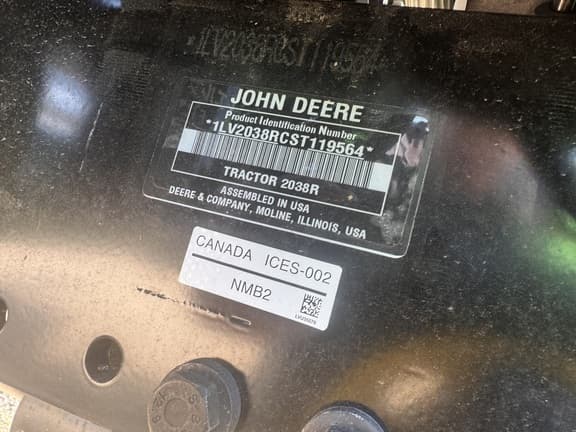 *1LV2038RCST119564*
JOHN DEERE
Product Identification Number
*1LV2038RCST119564*
TRACTOR 2038R
ASSEMBLED IN USA
DEERE & COMPANY, MOLINE, ILLINOIS, USA
CANADA ICES-002
NMB2